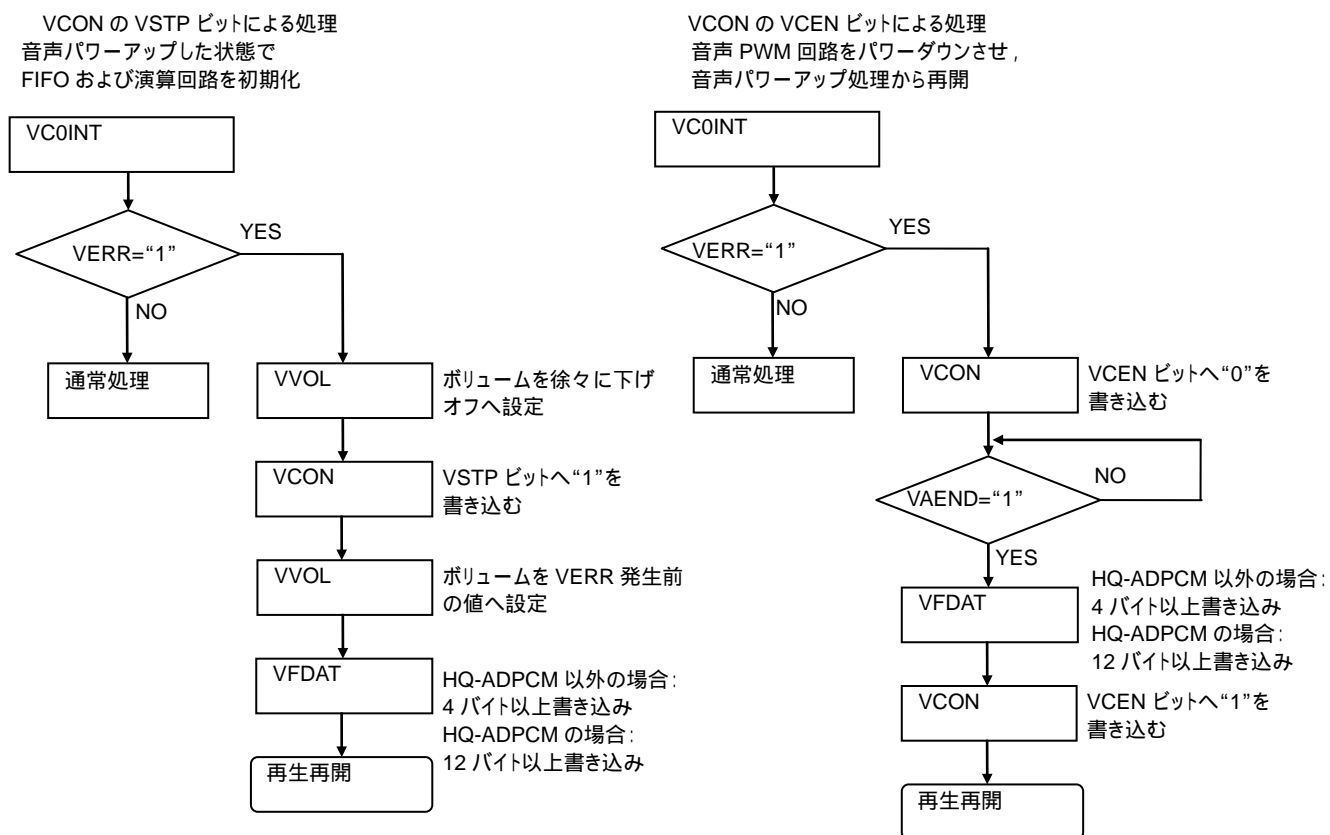 VCON の VSTP ビットによる処理
音声パワーアップした状態で
FIFO および演算回路を初期化
VC0INT
VERR=“1”
YES
NO
通常処理
VVOL
ボリュームを徐々に下げ
オフへ設定
VCON
VSTP ビットへ“1”を
書き込む
VVOL
ボリュームを VERR 発生前
の値へ設定
VFDAT
HQ-ADPCM 以外の場合:
4 バイト以上書き込み
HQ-ADPCM の場合:
12 バイト以上書き込み
再生再開
VCON の VCEN ビットによる処理
音声 PWM 回路をパワーダウンさせ,
音声パワーアップ処理から再開
VC0INT
VERR=“1”
YES
NO
通常処理
VCON
VCEN ビットへ“0”を
書き込む
VAEND=“1”
NO
YES
VFDAT
HQ-ADPCM 以外の場合:
4 バイト以上書き込み
HQ-ADPCM の場合:
12 バイト以上書き込み
VCON
VCEN ビットへ“1”を
書き込む
再生再開